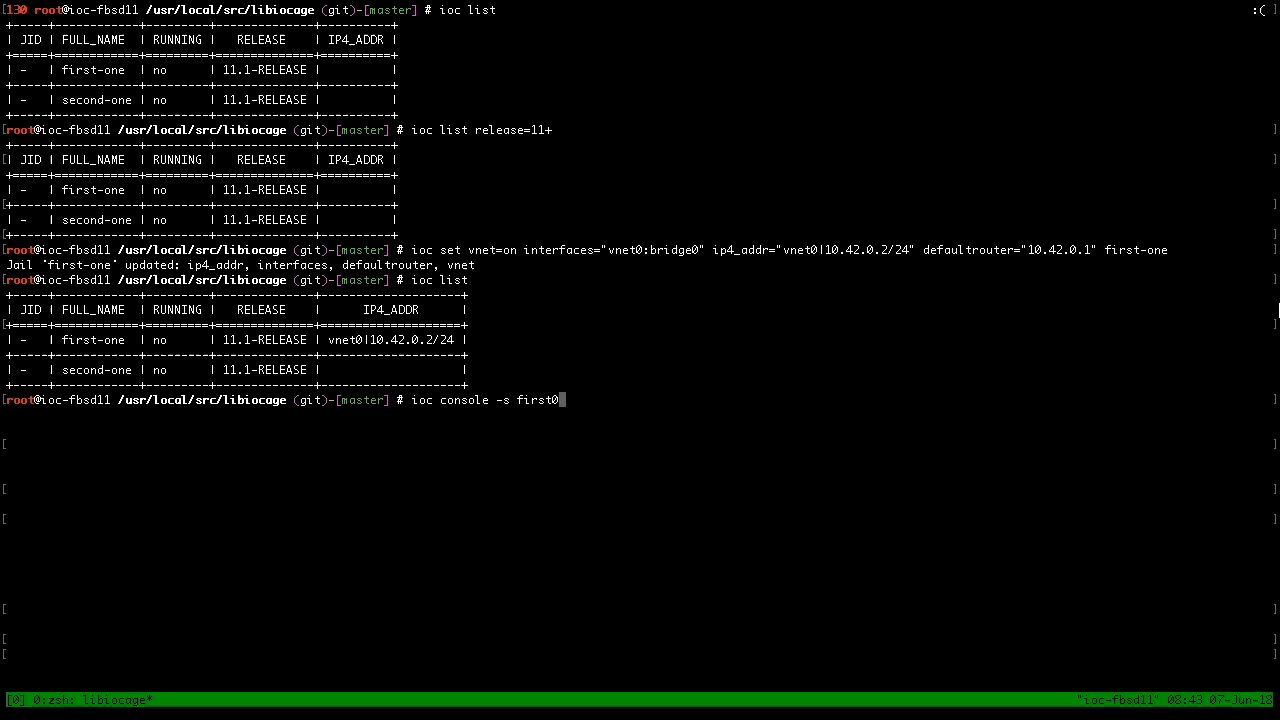 [130 root@ioc-fbsd11 /usr/local/src/libiocage (git)-[master] # ioc list :( ]
+-----+------------+---------+--------------+----------+
| JID | FULL_NAME | RUNNING | RELEASE | IP4_ADDR |
+=====+============+=========+==============+==========+
| - | first-one | no | 11.1-RELEASE | |
+-----+------------+---------+--------------+----------+
| - | second-one | no | 11.1-RELEASE | |
+-----+------------+---------+--------------+----------+
[root@ioc-fbsd11 /usr/local/src/libiocage (git)-[master] # ioc list release=11+ ]
+-----+------------+---------+--------------+----------+
[| JID | FULL_NAME | RUNNING | RELEASE | IP4_ADDR | ]
+=====+============+=========+==============+==========+
| - | first-one | no | 11.1-RELEASE | |
[+-----+------------+---------+--------------+----------+ ]
| - | second-one | no | 11.1-RELEASE | |
[+-----+------------+---------+--------------+----------+ ]
[root@ioc-fbsd11 /usr/local/src/libiocage (git)-[master] # ioc set vnet=on interfaces="vnet0:bridge0" ip4_addr="vnet0|10.42.0.2/24" defaultrouter="10.42.0.1" first-one ]
Jail 'first-one' updated: ip4_addr, interfaces, defaultrouter, vnet
[root@ioc-fbsd11 /usr/local/src/libiocage (git)-[master] # ioc list ]
+-----+------------+---------+--------------+--------------------+
| JID | FULL_NAME | RUNNING | RELEASE | IP4_ADDR |
[+=====+============+=========+==============+====================+ ]
| - | first-one | no | 11.1-RELEASE | vnet0|10.42.0.2/24 |
+-----+------------+---------+--------------+--------------------+
| - | second-one | no | 11.1-RELEASE | |
+-----+------------+---------+--------------+--------------------+
[root@ioc-fbsd11 /usr/local/src/libiocage (git)-[master] # ioc console -s first0 ]
[ ]
[ ]
[ ]
[ ]
[ ]
[ ]
[0] 0:zsh: libiocage* "ioc-fbsd11" 08:43 07-Jun-18